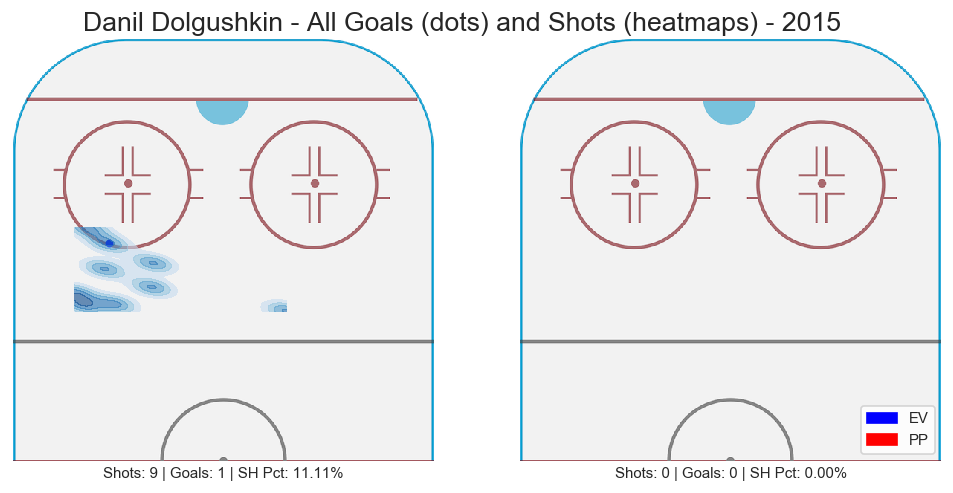 Danil Dolgushkin - All Goals (dots) and Shots (heatmaps) - 2015
EV
PP
Shots: 9 | Goals: 1 | SH Pct: 11.11%
Shots: 0 | Goals: 0 | SH Pct: 0.00%